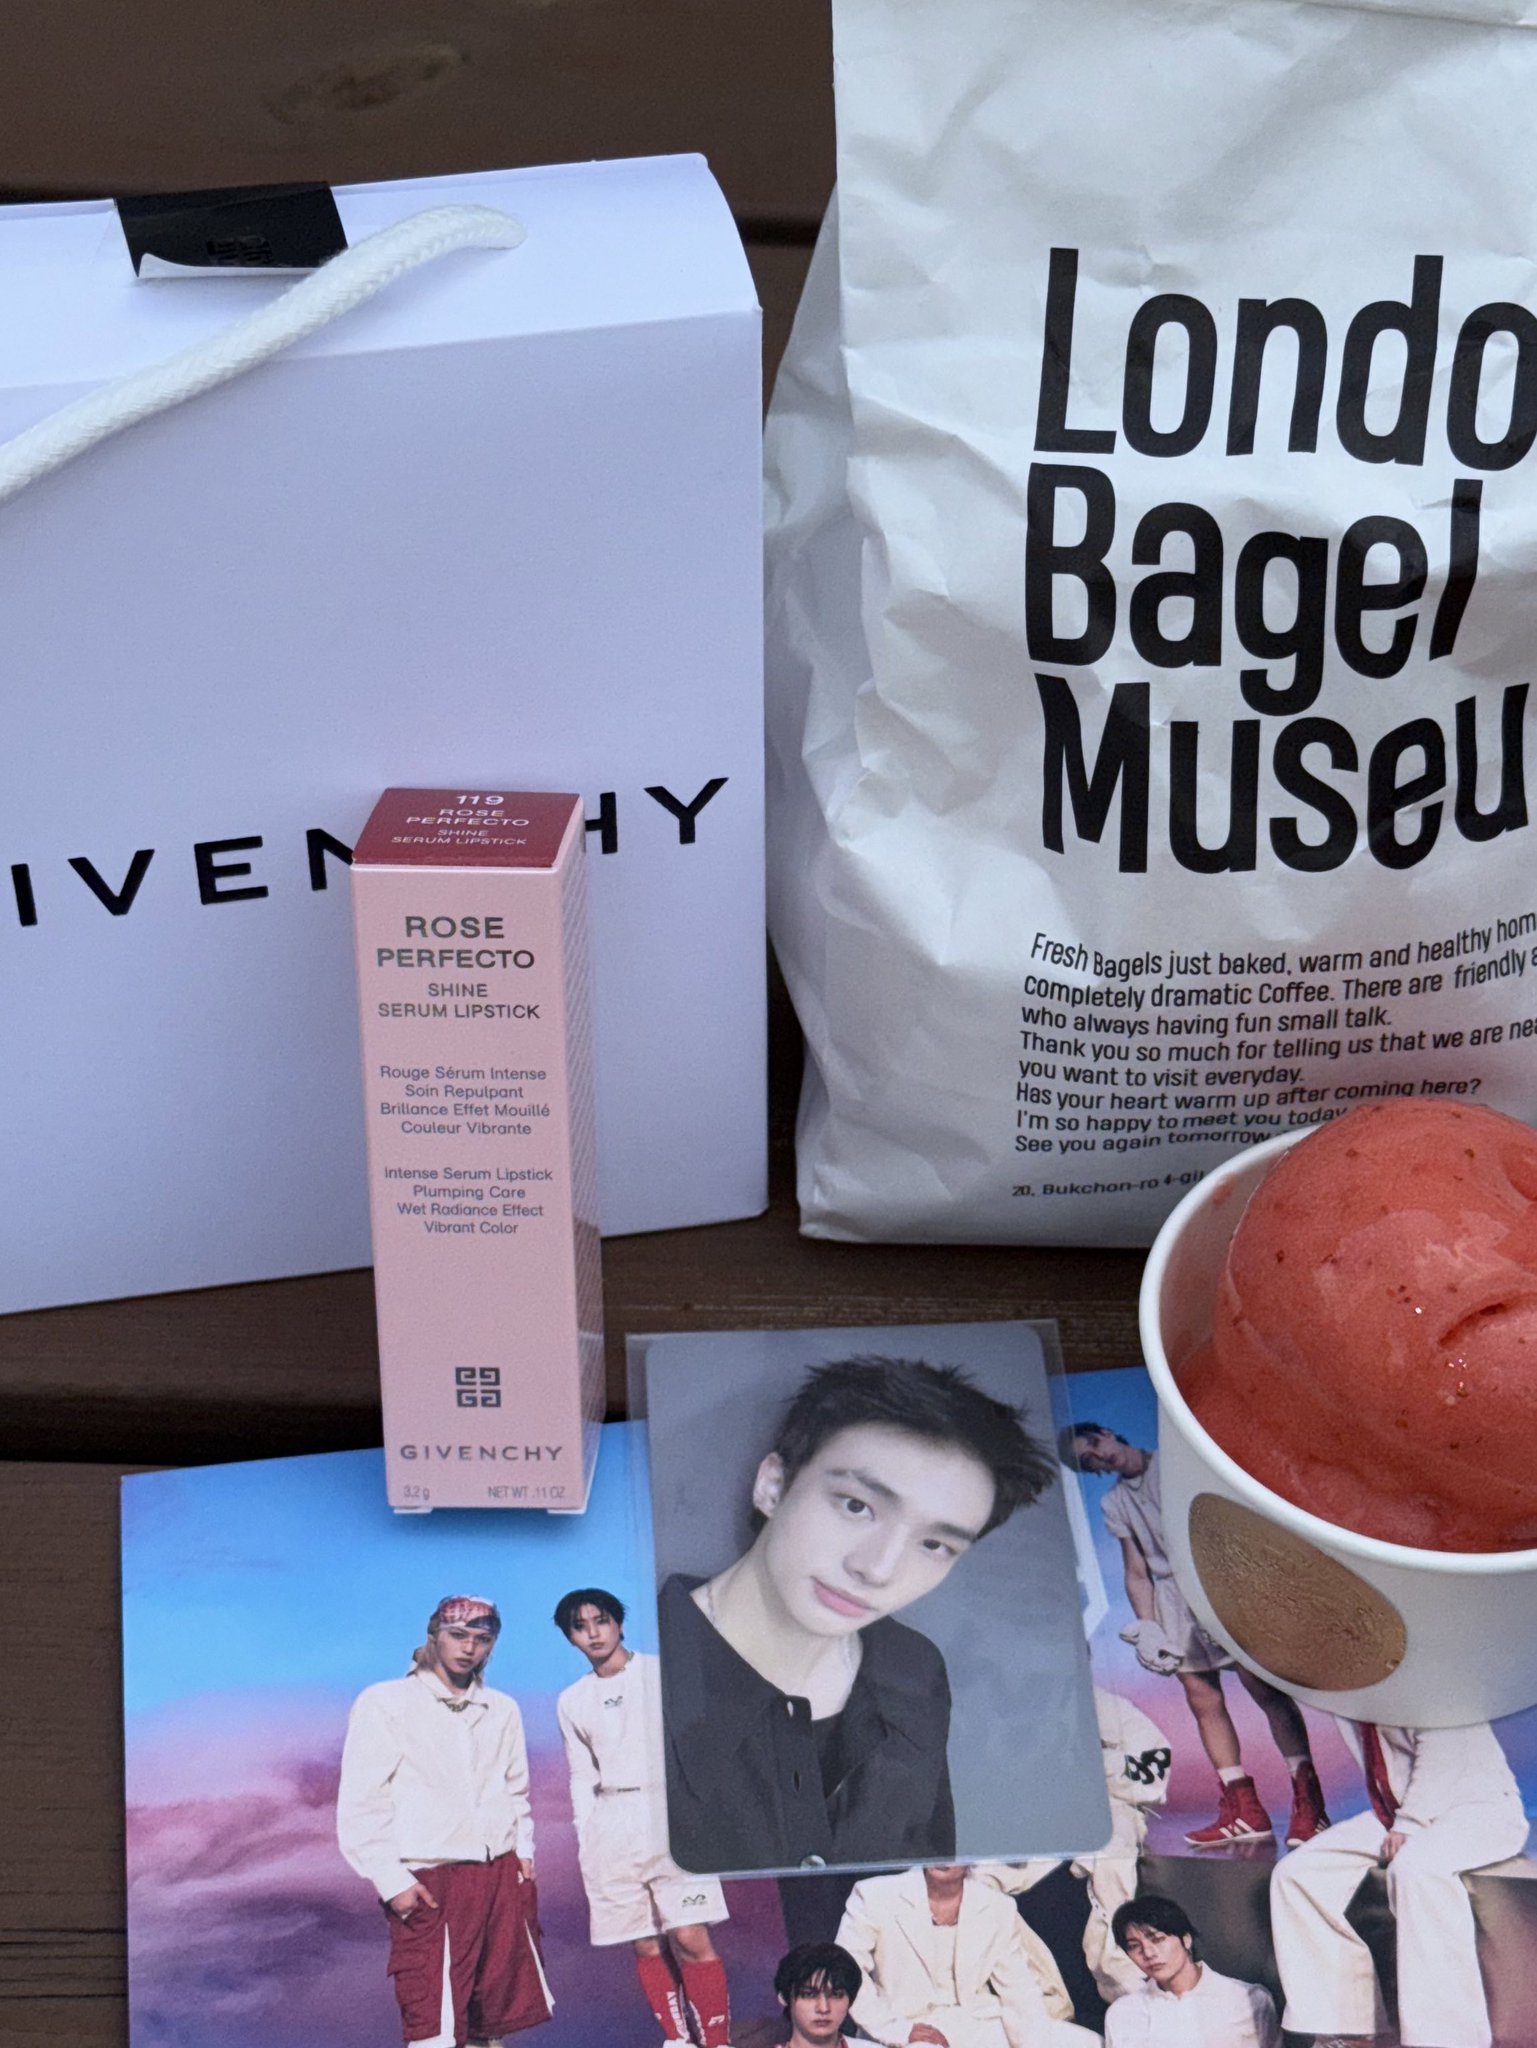 IVEN HY
119
ROSE
PERFECTO
SHINE
SERUM LIPSTICK
ROSE
PERFECTO
SHINE
SERUM LIPSTICK
Rouge Sérum Intense
Soin Repulpant
Brillance Effet Mouillé
Couleur Vibrante
Intense Serum Lipstick
Plumping Care
Wet Radiance Effect
Vibrant Color
GIVENCHY
3.2 g NET WT .11 OZ
Londo
Bagel
Museu
Fresh Bagels just baked, warm and healthy hom
completely dramatic Coffee. There are friendly a
who always having fun small talk.
Thank you so much for telling us that we are nea
you want to visit everyday.
Has your heart warm up after coming here?
I'm so happy to meet you today
See you again tomorrow
20, Bukchon-ro 4-gil